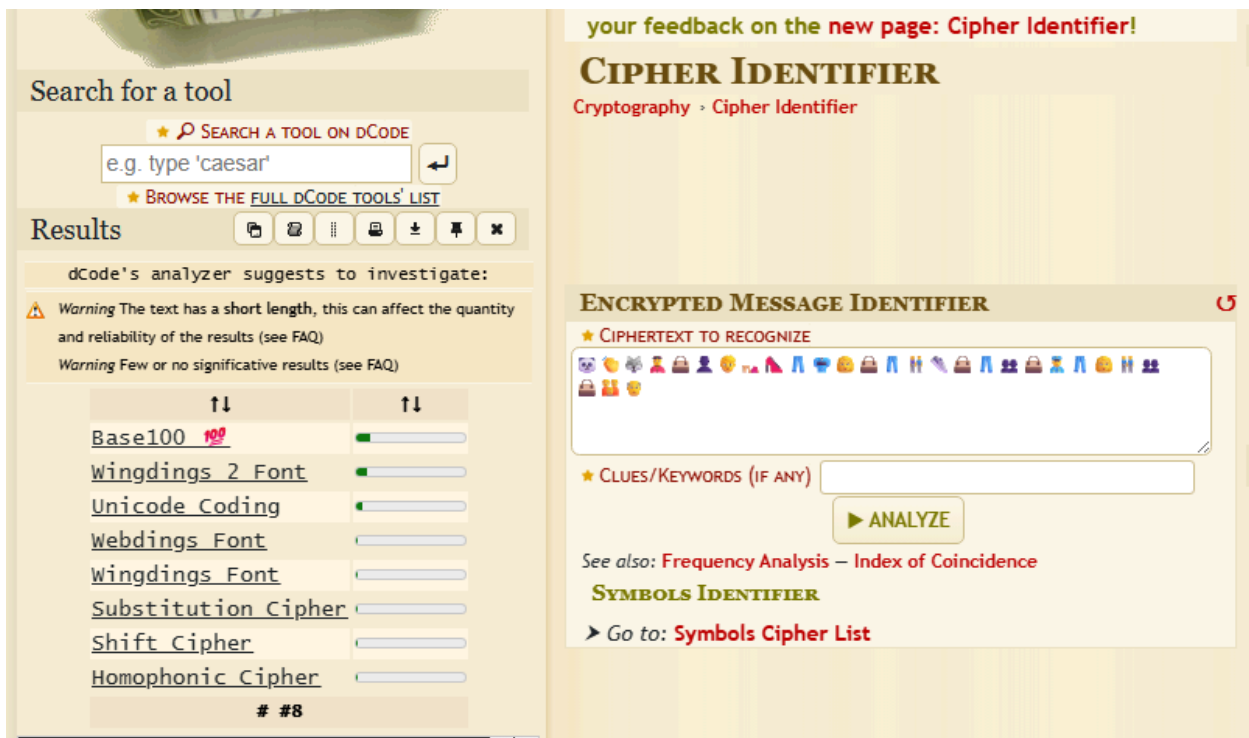 Search for a tool
SEARCH A TOOL ON DCODE
e.g. type 'caesar'
BROWSE THE FULL DCODE TOOLS' LIST
Results
dCode's analyzer suggests to investigate:
Warning The text has a short length, this can affect the quantity
and reliability of the results (see FAQ)
Warning Few or no significative results (see FAQ)
↑↓ ↑↓
Base100 💯
Wingdings 2 Font
Unicode Coding
Webdings Font
Wingdings Font
Substitution Cipher
Shift Cipher
Homophonic Cipher
# #8
your feedback on the new page: Cipher Identifier!
CIPHER IDENTIFIER
Cryptography › Cipher Identifier
ENCRYPTED MESSAGE IDENTIFIER
CIPHERTEXT TO RECOGNIZE
CLUES/KEYWORDS (IF ANY)
ANALYZE
See also: Frequency Analysis — Index of Coincidence
SYMBOLS IDENTIFIER
➤ Go to: Symbols Cipher List